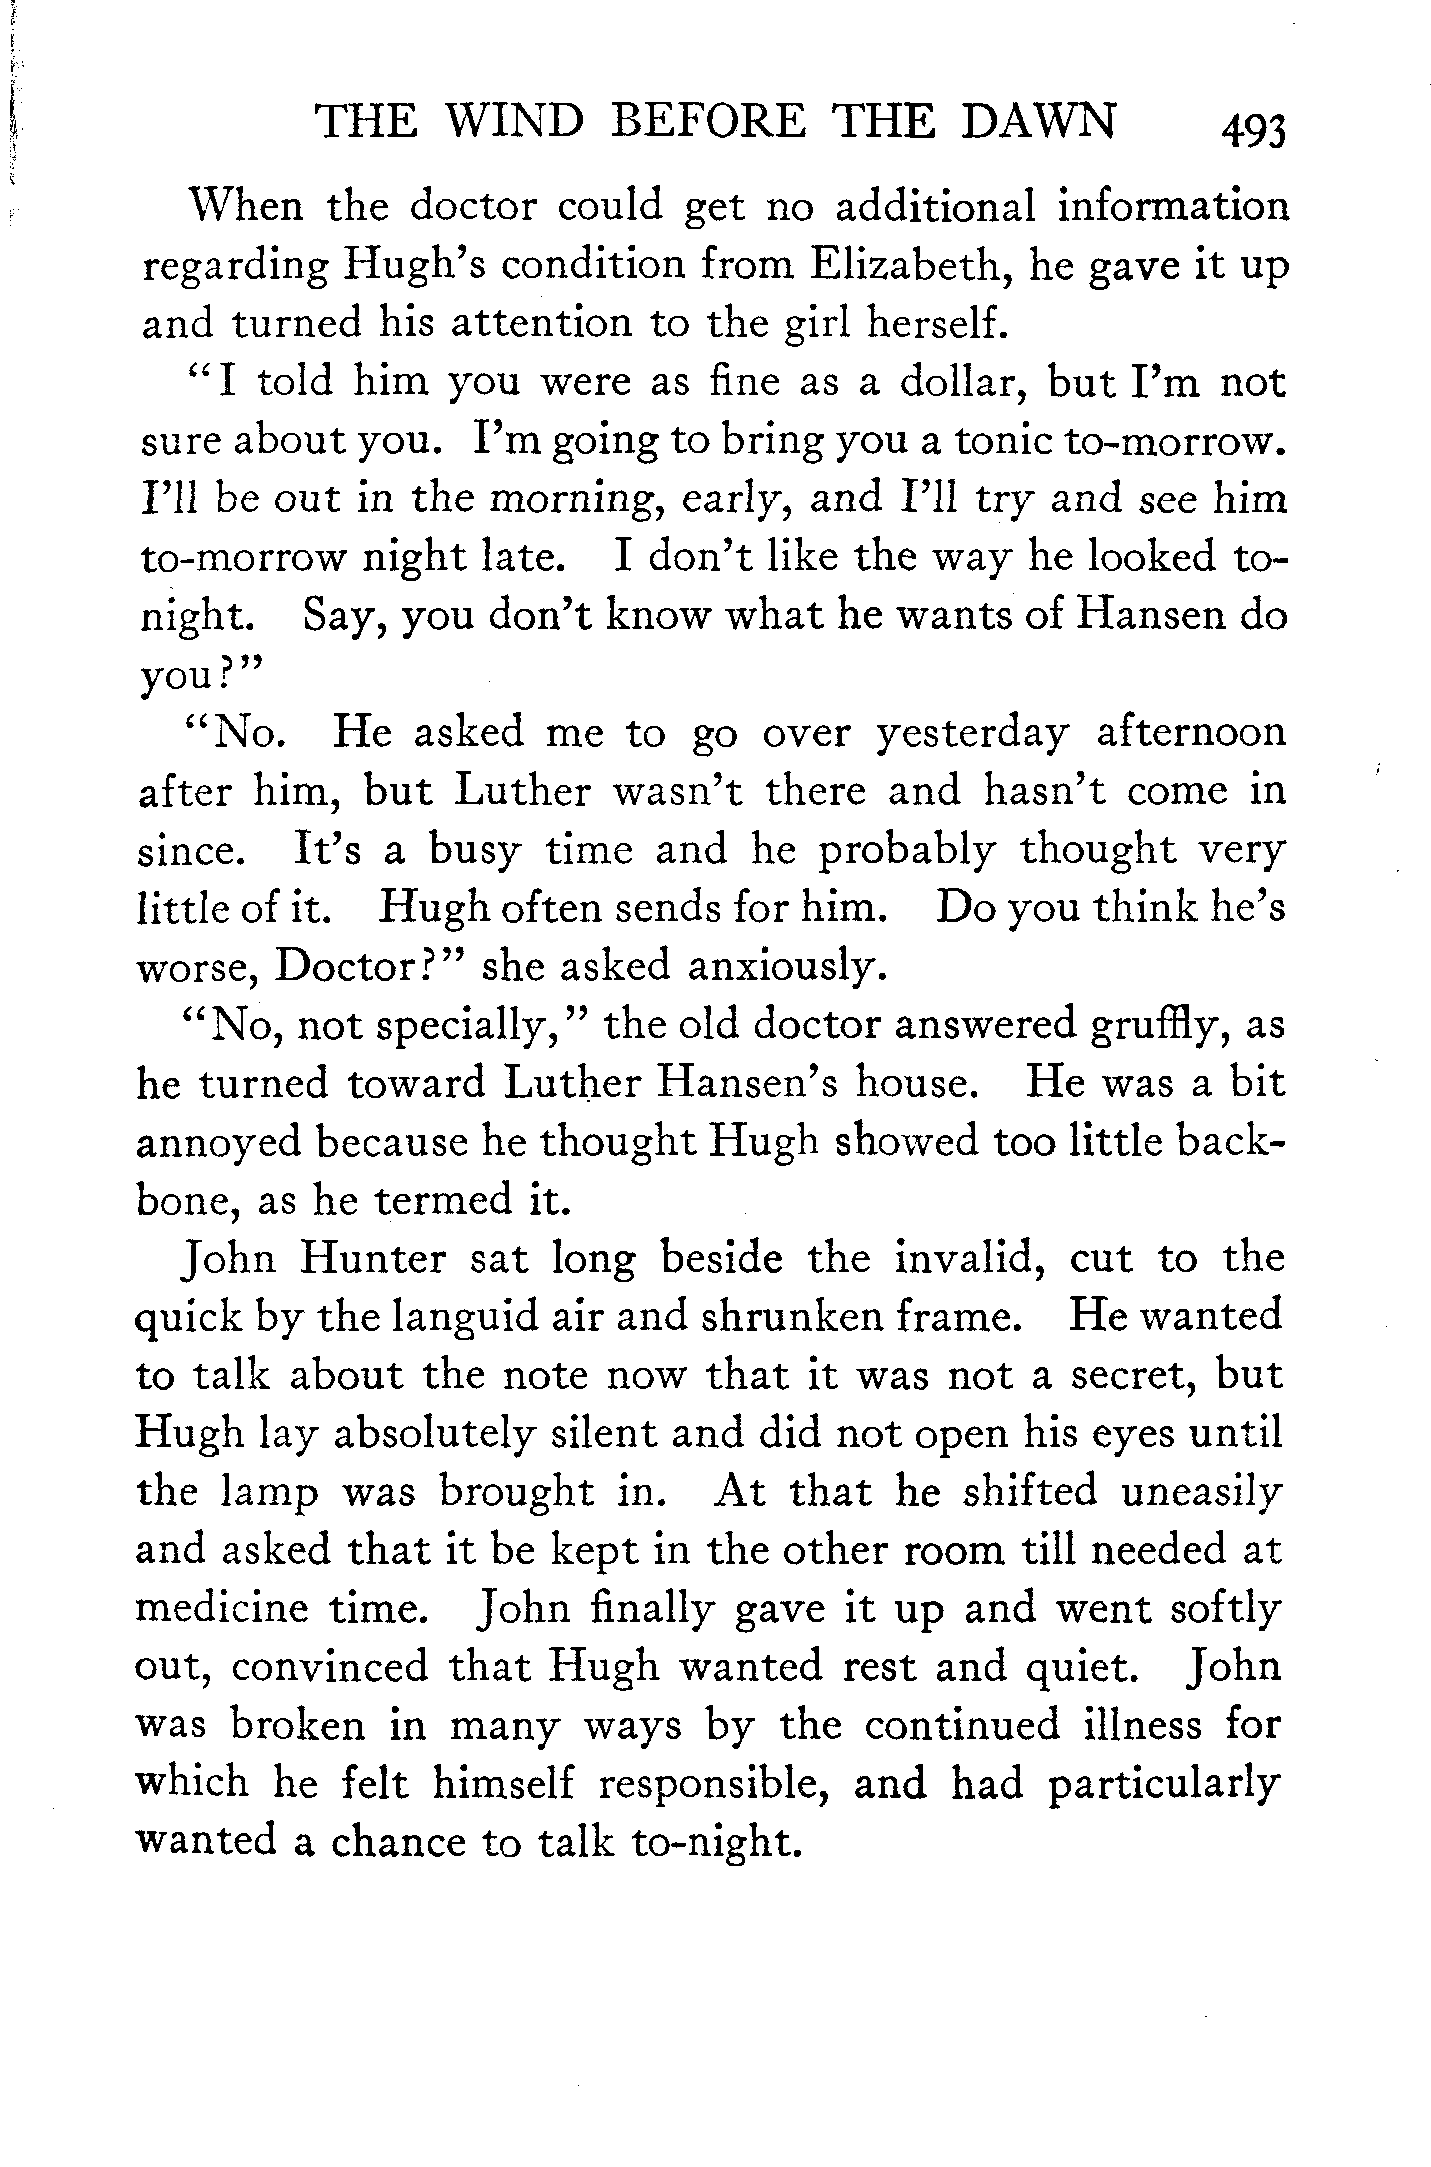 THE WIND BEFORE THE DAWN 493
When the doctor could get no additional information
regarding Hugh's condition from Elizabeth, he gave it up
and turned his attention to the girl herself.
"I told him you were as fine as a dollar, but I'm not
sure about you. I'm going to bring you a tonic to-morrow.
I'll be out in the morning, early, and I'll try and see him
to-morrow night late. I don't like the way he looked to-
night. Say, you don't know what he wants of Hansen do
you?"
"No. He asked me to go over yesterday afternoon
after him, but Luther wasn't there and hasn't come in
since. It's a busy time and he probably thought very
little of it. Hugh often sends for him. Do you think he's
worse, Doctor?" she asked anxiously.
"No, not specially," the old doctor answered gruffly, as
he turned toward Luther Hansen's house. He was a bit
annoyed because he thought Hugh showed too little back-
bone, as he termed it.
John Hunter sat long beside the invalid, cut to the
quick by the languid air and shrunken frame. He wanted
to talk about the note now that it was not a secret, but
Hugh lay absolutely silent and did not open his eyes until
the lamp was brought in. At that he shifted uneasily
and asked that it be kept in the other room till needed at
medicine time. John finally gave it up and went softly
out, convinced that Hugh wanted rest and quiet. John
was broken in many ways by the continued illness for
which he felt himself responsible, and had particularly
wanted a chance to talk to-night.